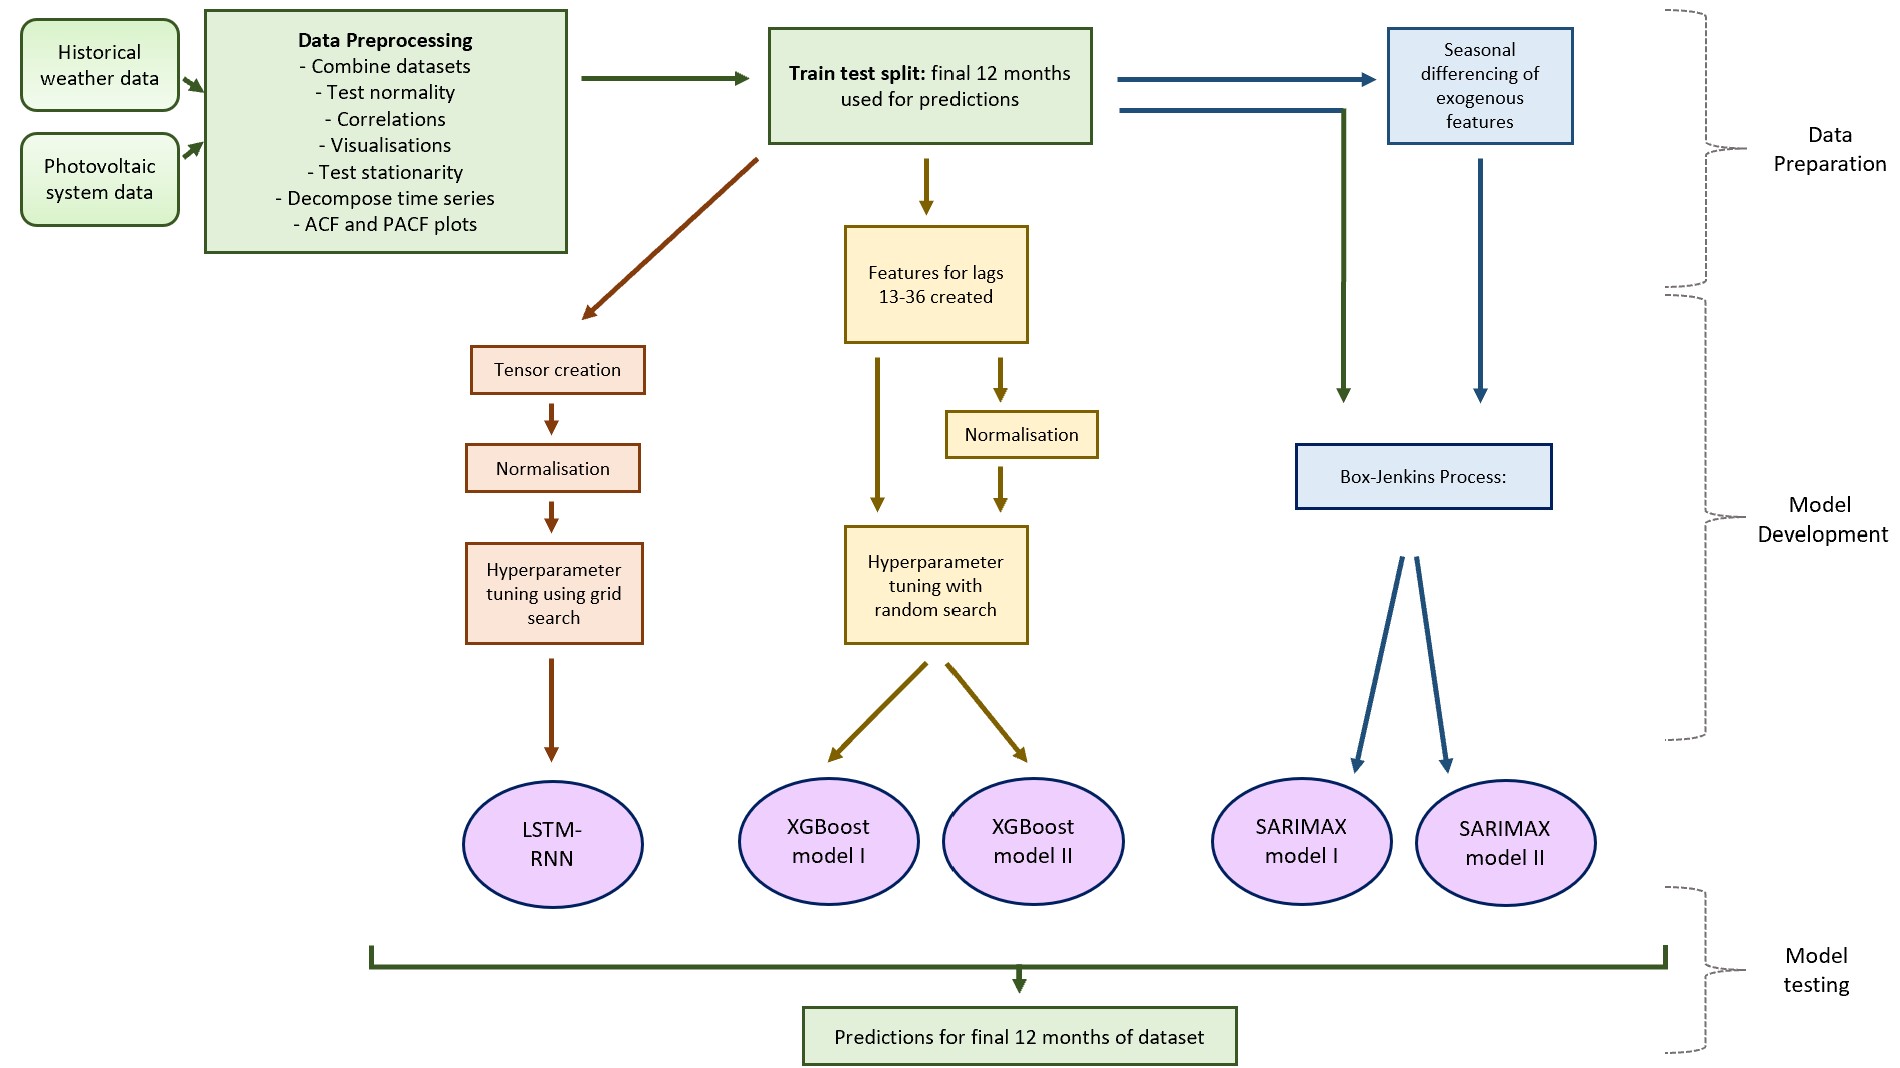 Historical
weather data
Photovoltaic
system data
Data Preprocessing
- Combine datasets
- Test normality
- Correlations
- Visualisations
- Test stationarity
- Decompose time series
- ACF and PACF plots
Train test split: final 12 months
used for predictions
Seasonal
differencing of
exogenous
features
Data
Preparation
Features for lags
13-36 created
Tensor creation
Normalisation
Normalisation
Box-Jenkins Process:
Model
Development
Hyperparameter
tuning using grid
search
Hyperparameter
tuning with
random search
LSTM-
RNN
XGBoost
model I
XGBoost
model II
SARIMAX
model I
SARIMAX
model II
Model
testing
Predictions for final 12 months of dataset